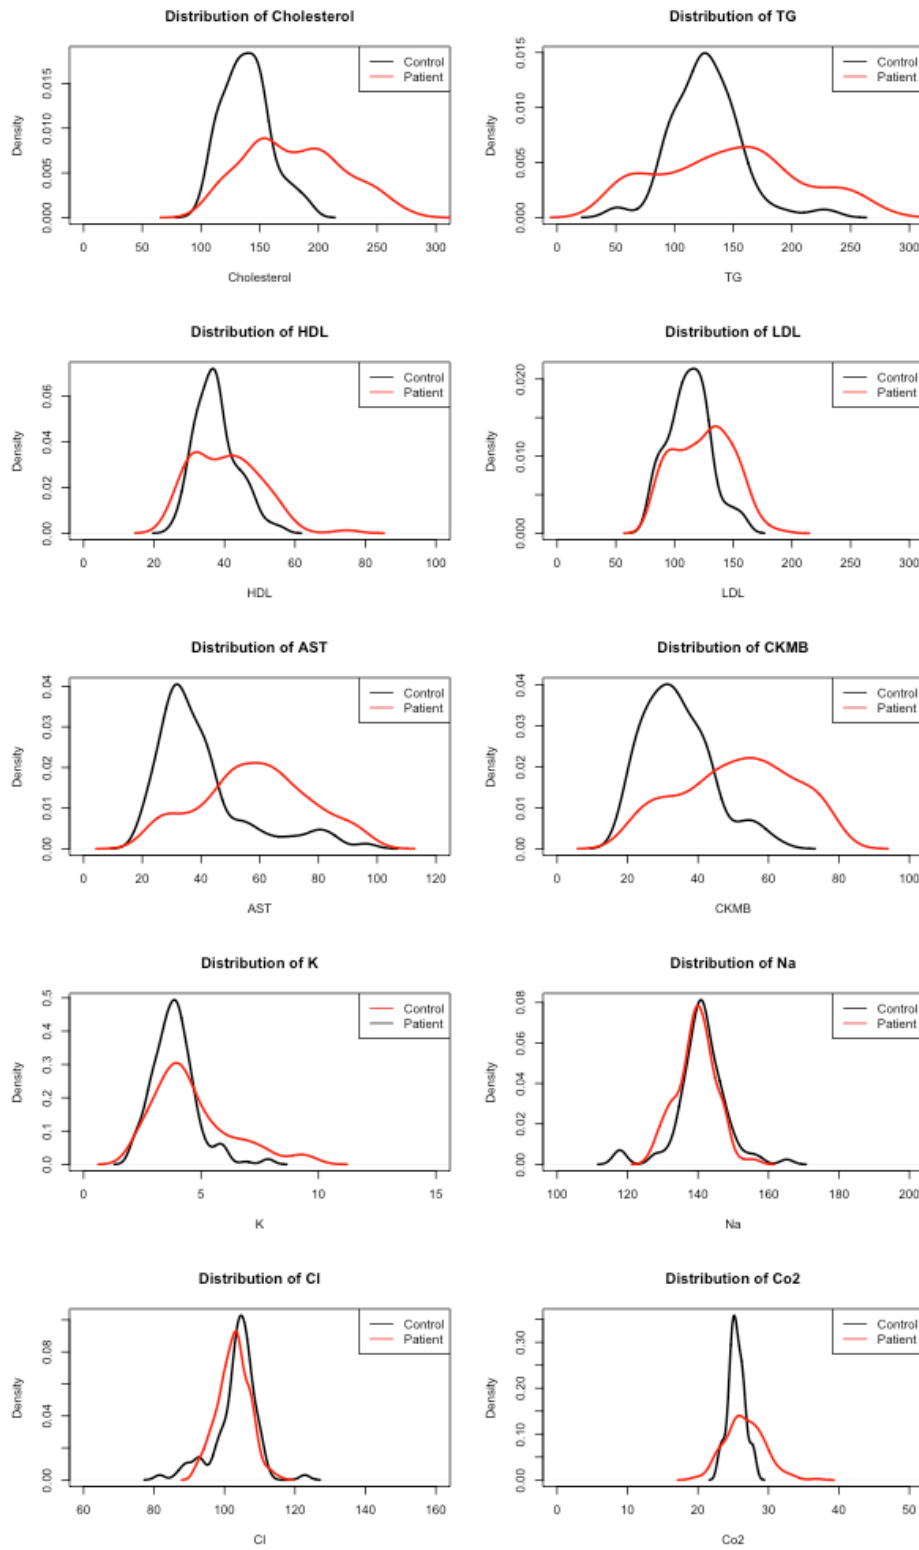 Distribution of Cholesterol
Density
0.000 0.005 0.010 0.015
Control
Patient
0 50 100 150 200 250 300
Cholesterol
Distribution of TG
Density
0.000 0.005 0.010 0.015
Control
Patient
0 50 100 150 200 250 300
TG
Distribution of HDL
Density
0.00 0.02 0.04 0.06
Control
Patient
0 20 40 60 80 100
HDL
Distribution of LDL
Density
0.000 0.010 0.020
Control
Patient
0 50 100 150 200 250 300
LDL
Distribution of AST
Density
0.00 0.01 0.02 0.03 0.04
Control
Patient
0 20 40 60 80 100 120
AST
Distribution of CKMB
Density
0.00 0.01 0.02 0.03 0.04
Control
Patient
0 20 40 60 80 100
CKMB
Distribution of K
Density
0.0 0.1 0.2 0.3 0.4 0.5
Control
Patient
0 5 10 15
K
Distribution of Na
Density
0.00 0.02 0.04 0.06 0.08
Control
Patient
100 120 140 160 180 200
Na
Distribution of Cl
Density
0.00 0.04 0.08
Control
Patient
60 80 100 120 140 160
Cl
Distribution of Co2
Density
0.00 0.10 0.20 0.30
Control
Patient
0 10 20 30 40 50
Co2